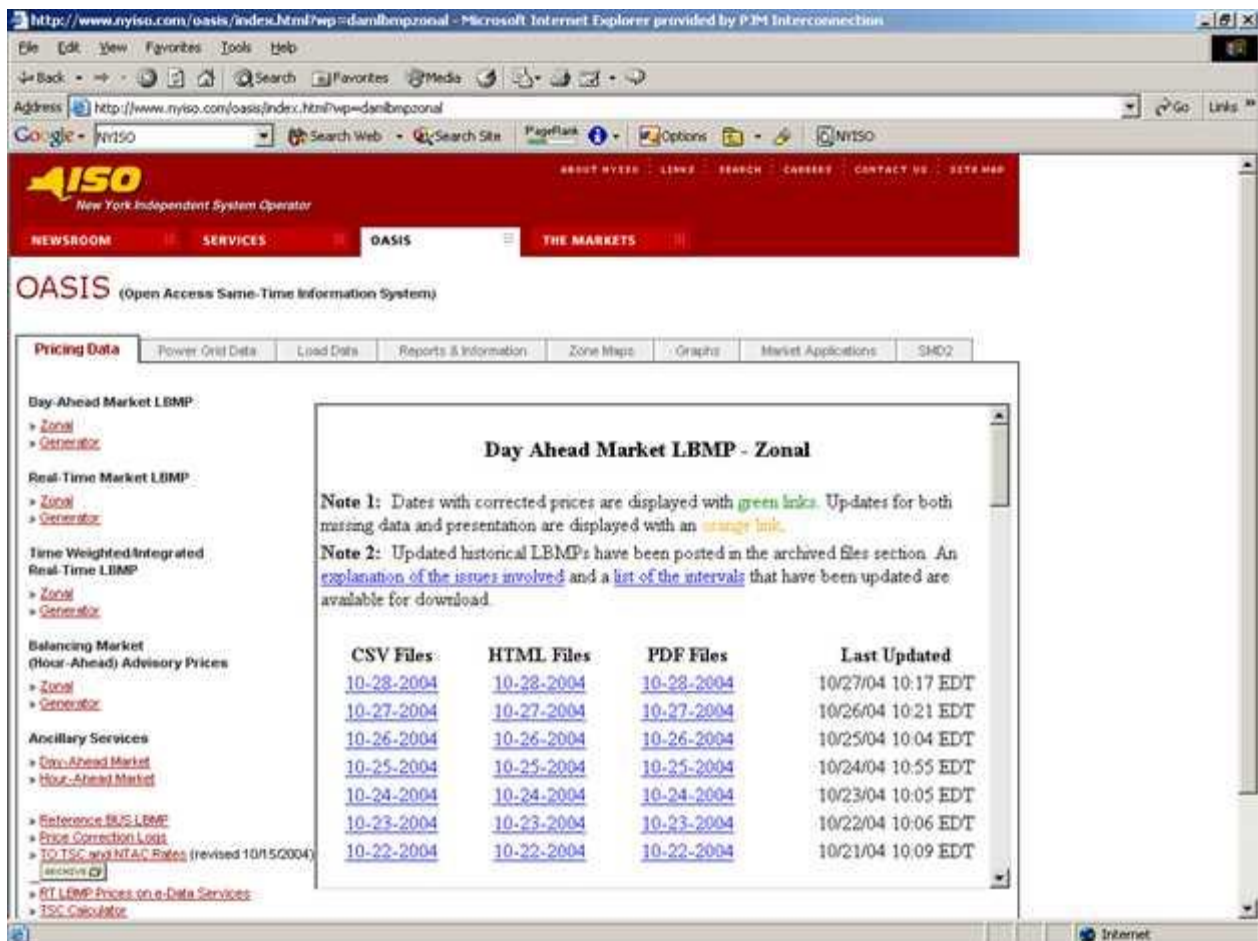 http://www.nyiso.com/oasis/index.html?wp=damlbmpzonal - Microsoft Internet Explorer provided by PJM Interconnection
File Edit View Favorites Tools Help
Back Search Favorites Media
Address http://www.nyiso.com/oasis/index.html?wp=damlbmpzonal Go Links »
Google NYISO Search Web Search Site PageRank Options NYISO
ABOUT NYISO LINKS SEARCH CAREERS CONTACT US SITE MAP
ISO
New York Independent System Operator
NEWSROOM SERVICES OASIS THE MARKETS
OASIS (Open Access Same-Time Information System)
Pricing Data Power Grid Data Load Data Reports & Information Zone Maps Graphs Market Applications SMD2
Day-Ahead Market LBMP
» Zonal
» Generator
Real-Time Market LBMP
» Zonal
» Generator
Time Weighted/Integrated
Real-Time LBMP
» Zonal
» Generator
Balancing Market
(Hour-Ahead) Advisory Prices
» Zonal
» Generator
Ancillary Services
» Day-Ahead Market
» Hour-Ahead Market
» Reference BUS LBMP
» Price Correction Logs
» TO TSC and NTAC Rates (revised 10/15/2004)
ARCHIVE
» RT LBMP Prices on e-Data Services
» TSC Calculator
Day Ahead Market LBMP - Zonal
Note 1: Dates with corrected prices are displayed with green links. Updates for both
missing data and presentation are displayed with an orange link.
Note 2: Updated historical LBMPs have been posted in the archived files section. An
explanation of the issues involved and a list of the intervals that have been updated are
available for download.
CSV Files HTML Files PDF Files Last Updated
10-28-2004 10-28-2004 10-28-2004 10/27/04 10:17 EDT
10-27-2004 10-27-2004 10-27-2004 10/26/04 10:21 EDT
10-26-2004 10-26-2004 10-26-2004 10/25/04 10:04 EDT
10-25-2004 10-25-2004 10-25-2004 10/24/04 10:55 EDT
10-24-2004 10-24-2004 10-24-2004 10/23/04 10:05 EDT
10-23-2004 10-23-2004 10-23-2004 10/22/04 10:06 EDT
10-22-2004 10-22-2004 10-22-2004 10/21/04 10:09 EDT
Internet